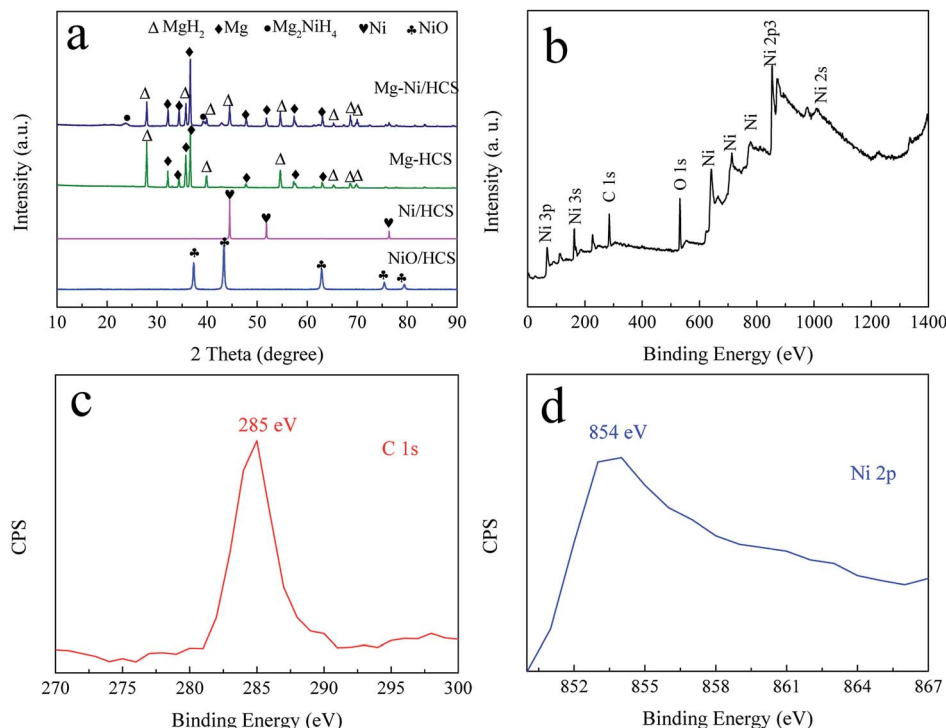 a
Δ MgH2 ♦ Mg ● Mg2NiH4 ♥ Ni ♣ NiO
Mg-Ni/HCS
Mg-HCS
Ni/HCS
NiO/HCS
Intensity (a.u.)
10 20 30 40 50 60 70 80 90
2 Theta (degree)
b
Ni 3p
Ni 3s
C 1s
O 1s
Ni
Ni
Ni
Ni 2p3
Ni 2s
Intensity (a. u.)
0 200 400 600 800 1000 1200 1400
Binding Energy (eV)
c
285 eV
C 1s
CPS
270 275 280 285 290 295 300
Binding Energy (eV)
d
854 eV
Ni 2p
CPS
852 855 858 861 864 867
Binding Energy (eV)